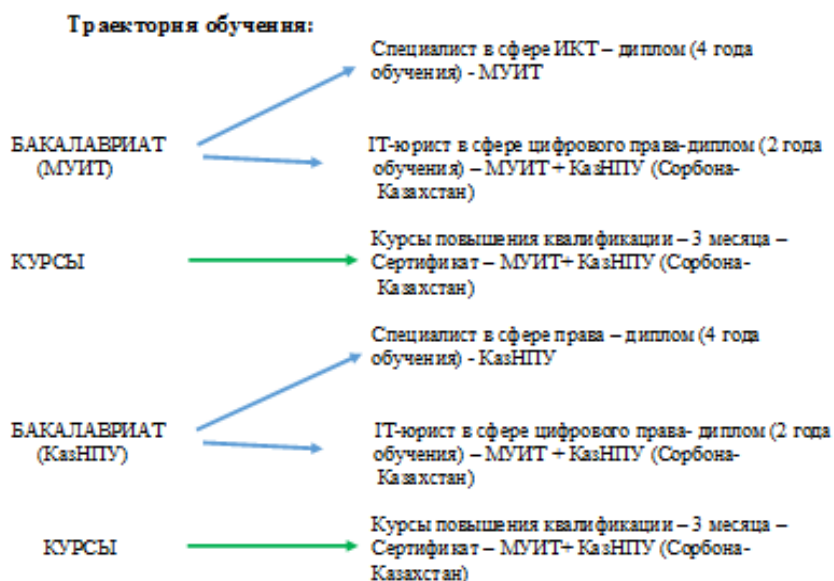 Траектория обучения:
Специалист в сфере ИКТ – диплом (4 года
обучения) - МУИТ
БАКАЛАВРИАТ
(МУИТ)
IT-юрист в сфере цифрового права-диплом (2 года
обучения) – МУИТ + КазНПУ (Сорбона-
Казахстан)
КУРСЫ
Курсы повышения квалификации – 3 месяца –
Сертификат – МУИТ+ КазНПУ (Сорбона-
Казахстан)
Специалист в сфере права – диплом (4 года
обучения) - КазНПУ
БАКАЛАВРИАТ
(КазНПУ)
IT-юрист в сфере цифрового права- диплом (2 года
обучения) – МУИТ + КазНПУ (Сорбона-
Казахстан)
КУРСЫ
Курсы повышения квалификации – 3 месяца –
Сертификат – МУИТ+ КазНПУ (Сорбона-
Казахстан)